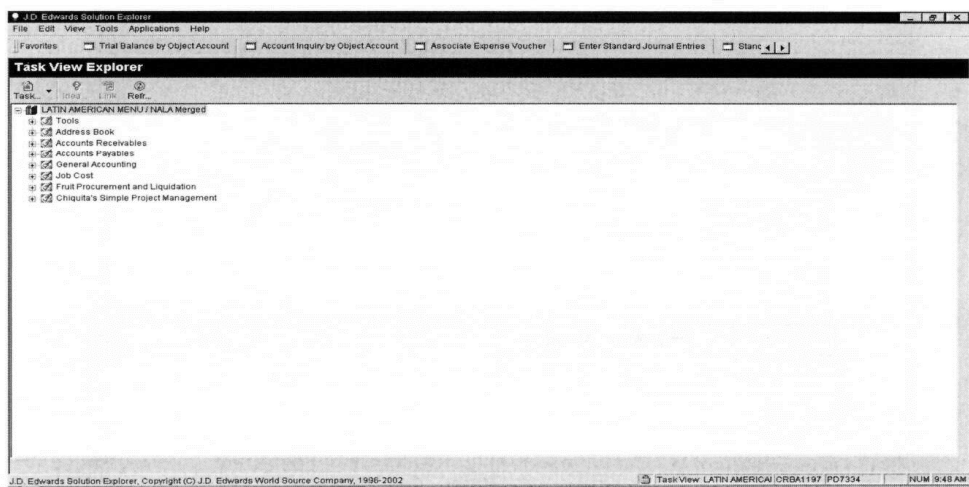 J.D. Edwards Solution Explorer
File Edit View Tools Applications Help
Favorites Trial Balance by Object Account Account Inquiry by Object Account Associate Expense Voucher Enter Standard Journal Entries Stanc
Task View Explorer
Task... Link Refr...
LATIN AMERICAN MENU / NALA Merged
Tools
Address Book
Accounts Receivables
Accounts Payables
General Accounting
Job Cost
Fruit Procurement and Liquidation
Chiquita's Simple Project Management
J.D. Edwards Solution Explorer, Copyright (C) J.D. Edwards World Source Company, 1996-2002 Task View LATIN AMERICAI CRBA1197 PD7334 NUM 9:48 AM